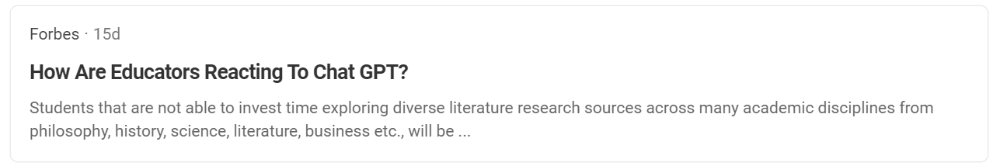 Forbes · 15d
How Are Educators Reacting To Chat GPT?
Students that are not able to invest time exploring diverse literature research sources across many academic disciplines from
philosophy, history, science, literature, business etc., will be ...